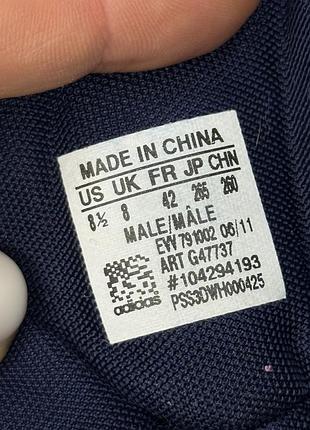 MADE IN CHINA
US UK FR JP CHN
8½ 8 42 265 260
MALE/MÂLE
EVV 791002 06/11
ART G47737
#104294193
PSS3DWH000425
adidas